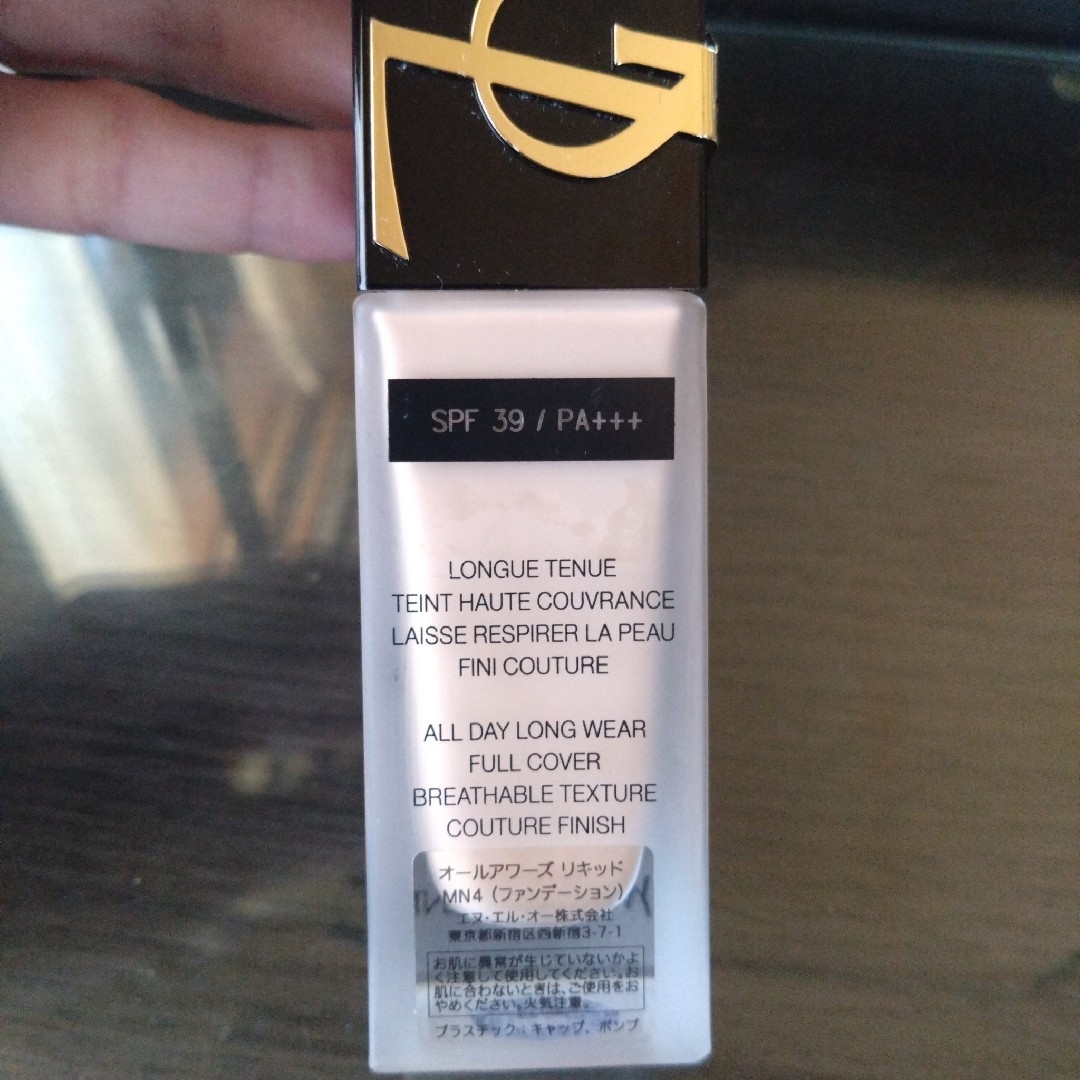 SPF 39 / PA+++
LONGUE TENUE
TEINT HAUTE COUVRANCE
LAISSE RESPIRER LA PEAU
FINI COUTURE
ALL DAY LONG WEAR
FULL COVER
BREATHABLE TEXTURE
COUTURE FINISH
オールアワーズ リキッド
MN4 (ファンデーション)
エヌ・エル・オー株式会社
東京都新宿区西新宿3-7-1
お肌に異常が生じていないかよ
く注意して使用してください。お
肌に合わないときは、ご使用をお
やめください。火気注意。
プラスチック：キャップ、ポンプ